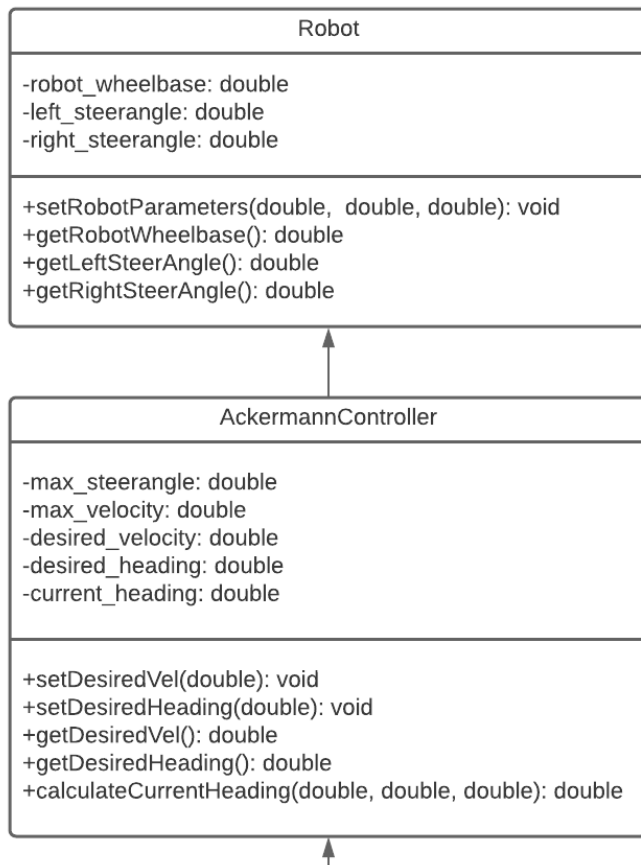 Robot
-robot_wheelbase: double
-left_steerangle: double
-right_steerangle: double
+setRobotParameters(double, double, double): void
+getRobotWheelbase(): double
+getLeftSteerAngle(): double
+getRightSteerAngle(): double
AckermannController
-max_steerangle: double
-max_velocity: double
-desired_velocity: double
-desired_heading: double
-current_heading: double
+setDesiredVel(double): void
+setDesiredHeading(double): void
+getDesiredVel(): double
+getDesiredHeading(): double
+calculateCurrentHeading(double, double, double): double